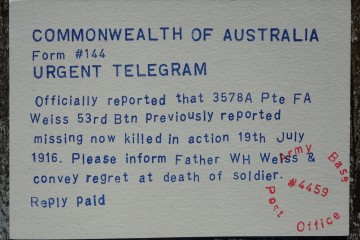 COMMONWEALTH OF AUSTRALIA
Form #144
URGENT TELEGRAM
Officially reported that 3578A Pte FA
Weiss 53rd Btn Previously reported
missing now killed in action 19th July
1916. Please inform Father WH Weiss &
convey regret at death of soldier.
Reply Paid
Army Base
#4459
Post Office